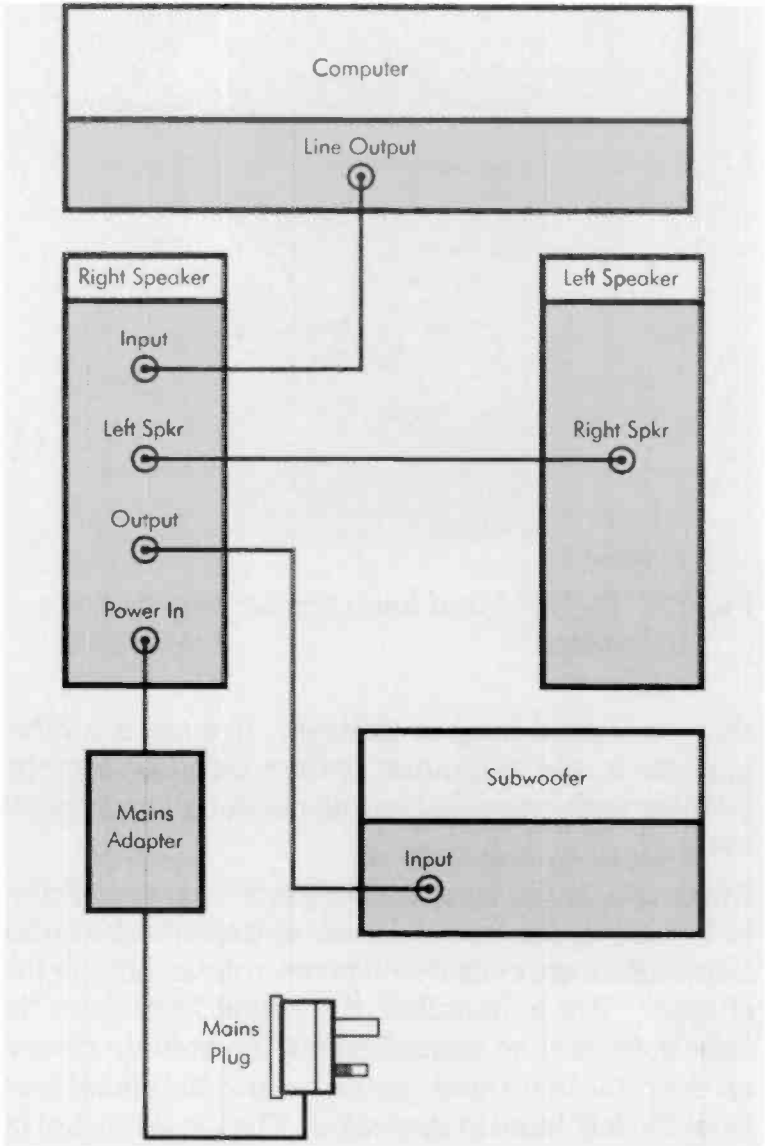 Computer
Line Output
Right Speaker
Left Speaker
Input
Left Spkr
Right Spkr
Output
Power In
Mains
Adapter
Subwoofer
Input
Mains
Plug